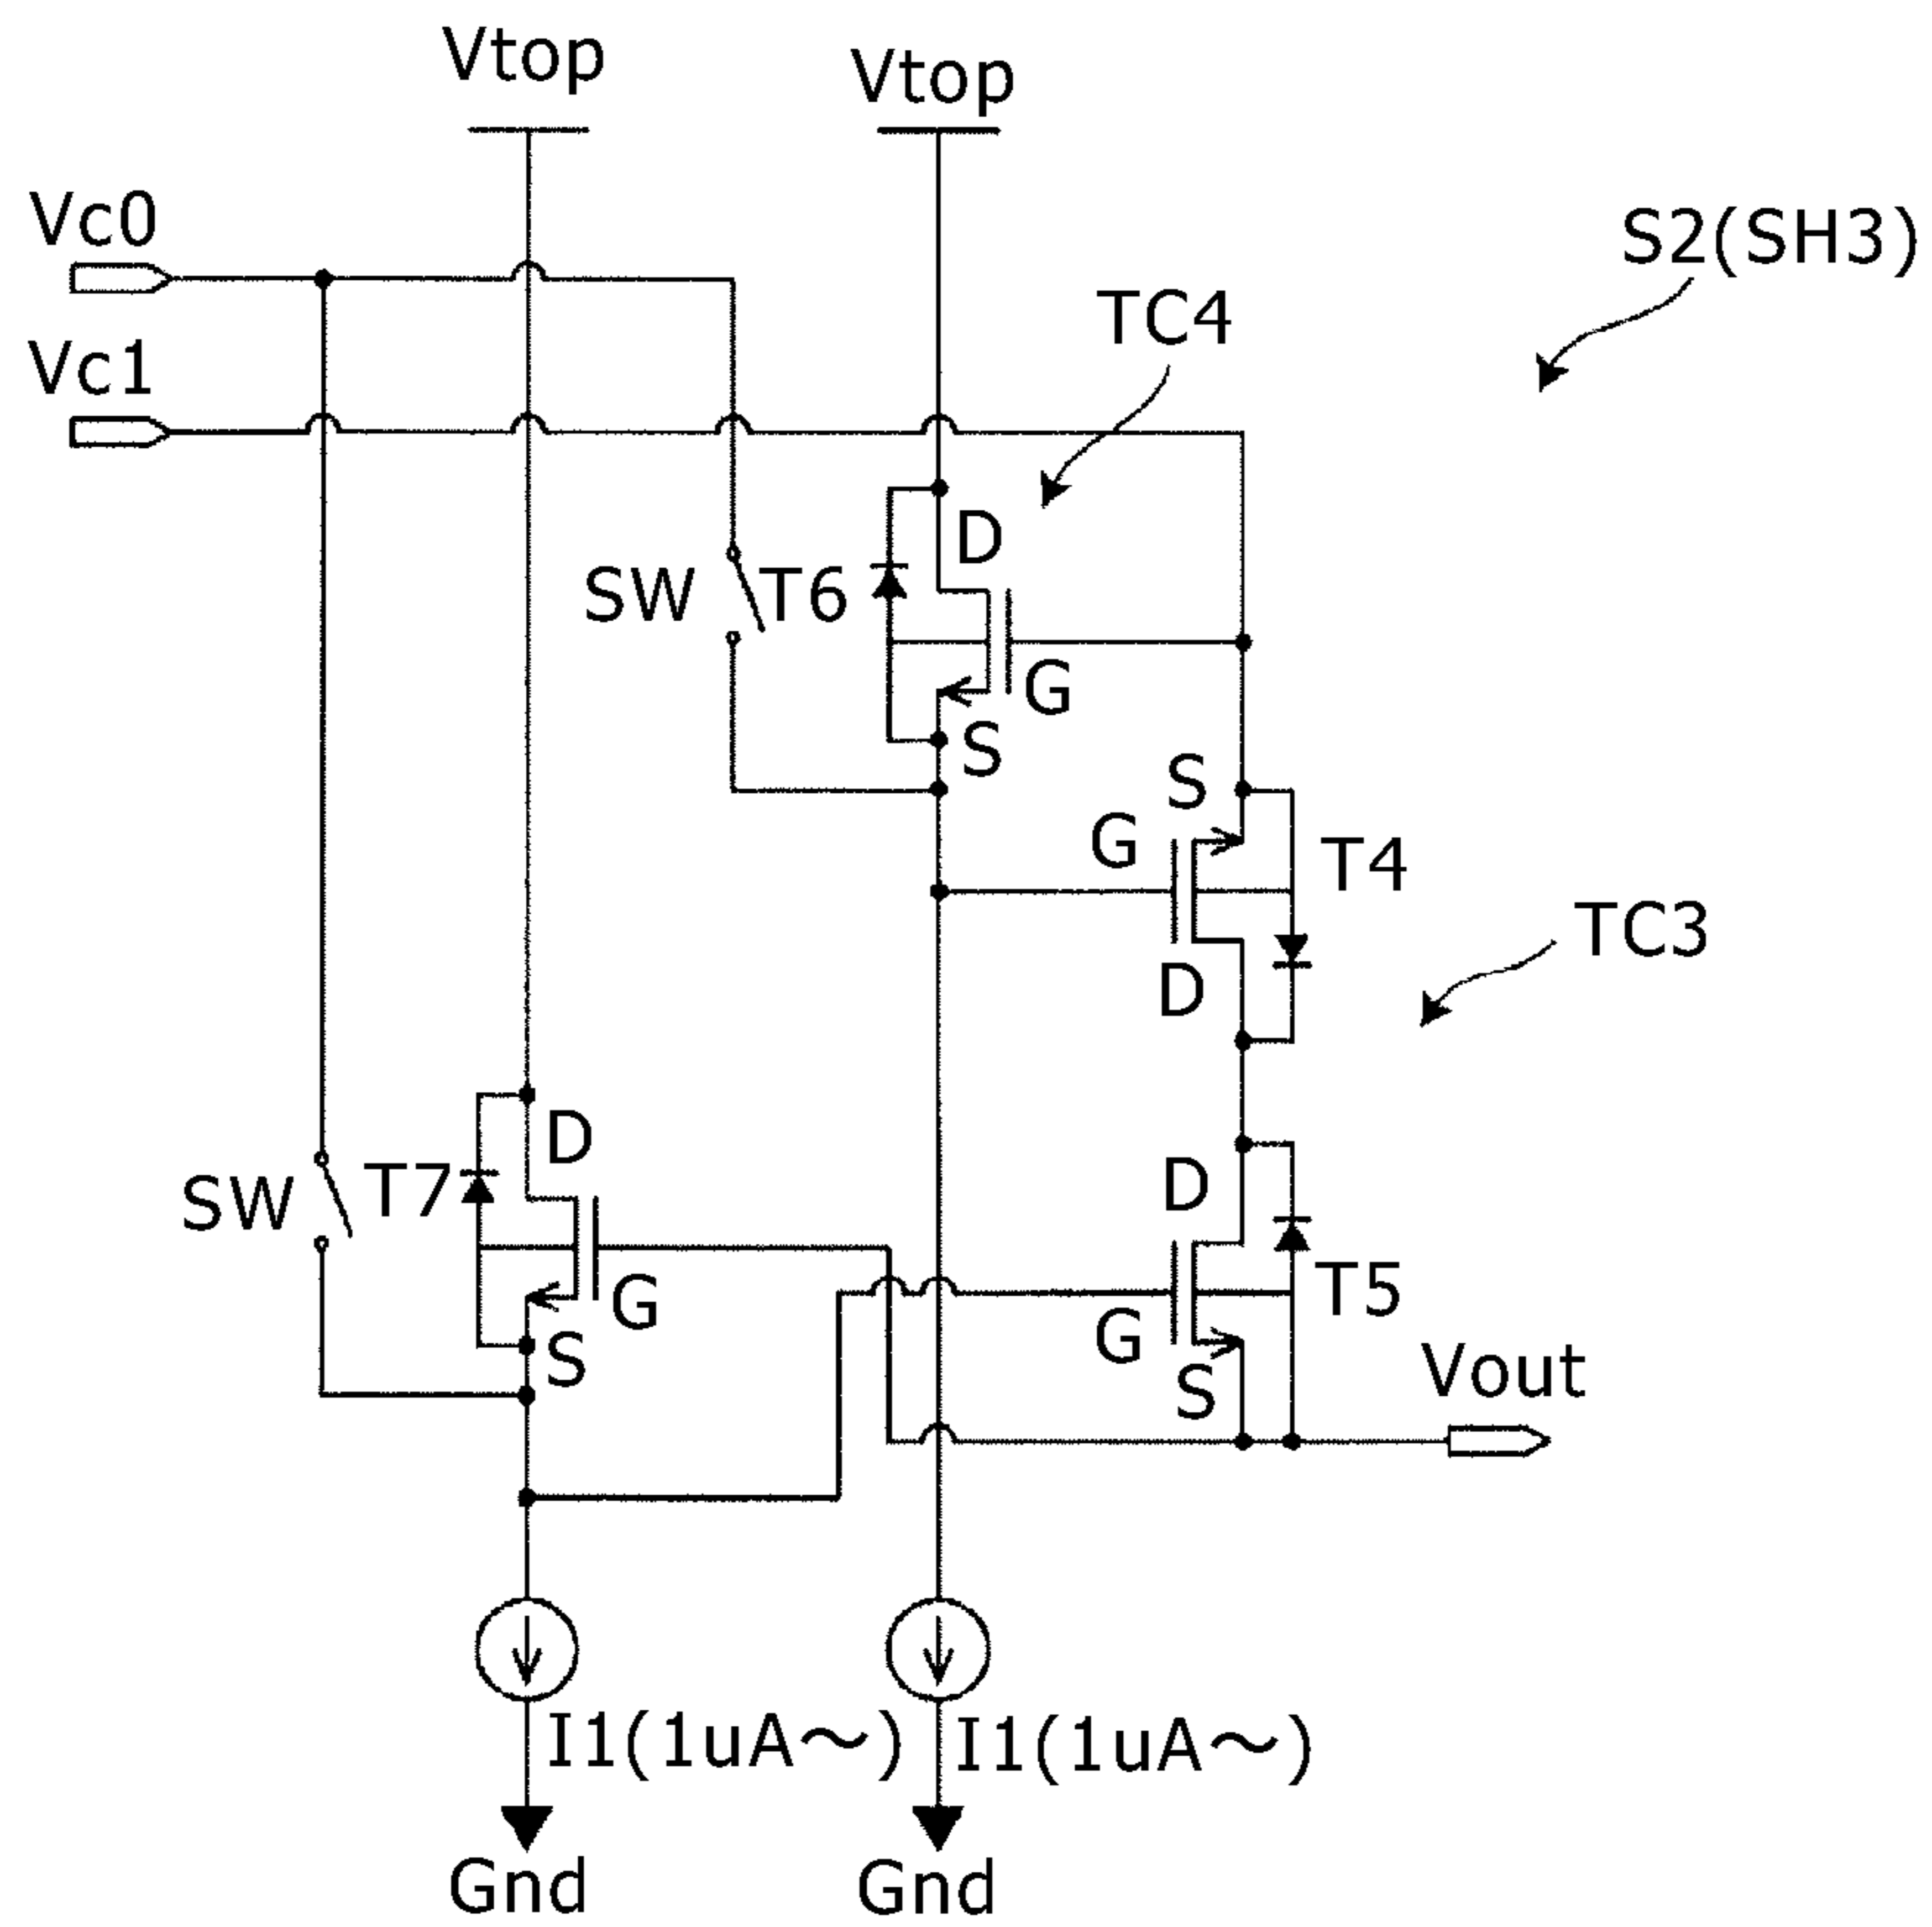 Vtop
Vtop
Vc0
S2(SH3)
TC4
Vc1
D
SW
T6
G
S
S
G
T4
TC3
D
D
D
SW
T7
G
T5
G
S
S
Vout
I1(1uA～)
I1(1uA～)
Gnd
Gnd